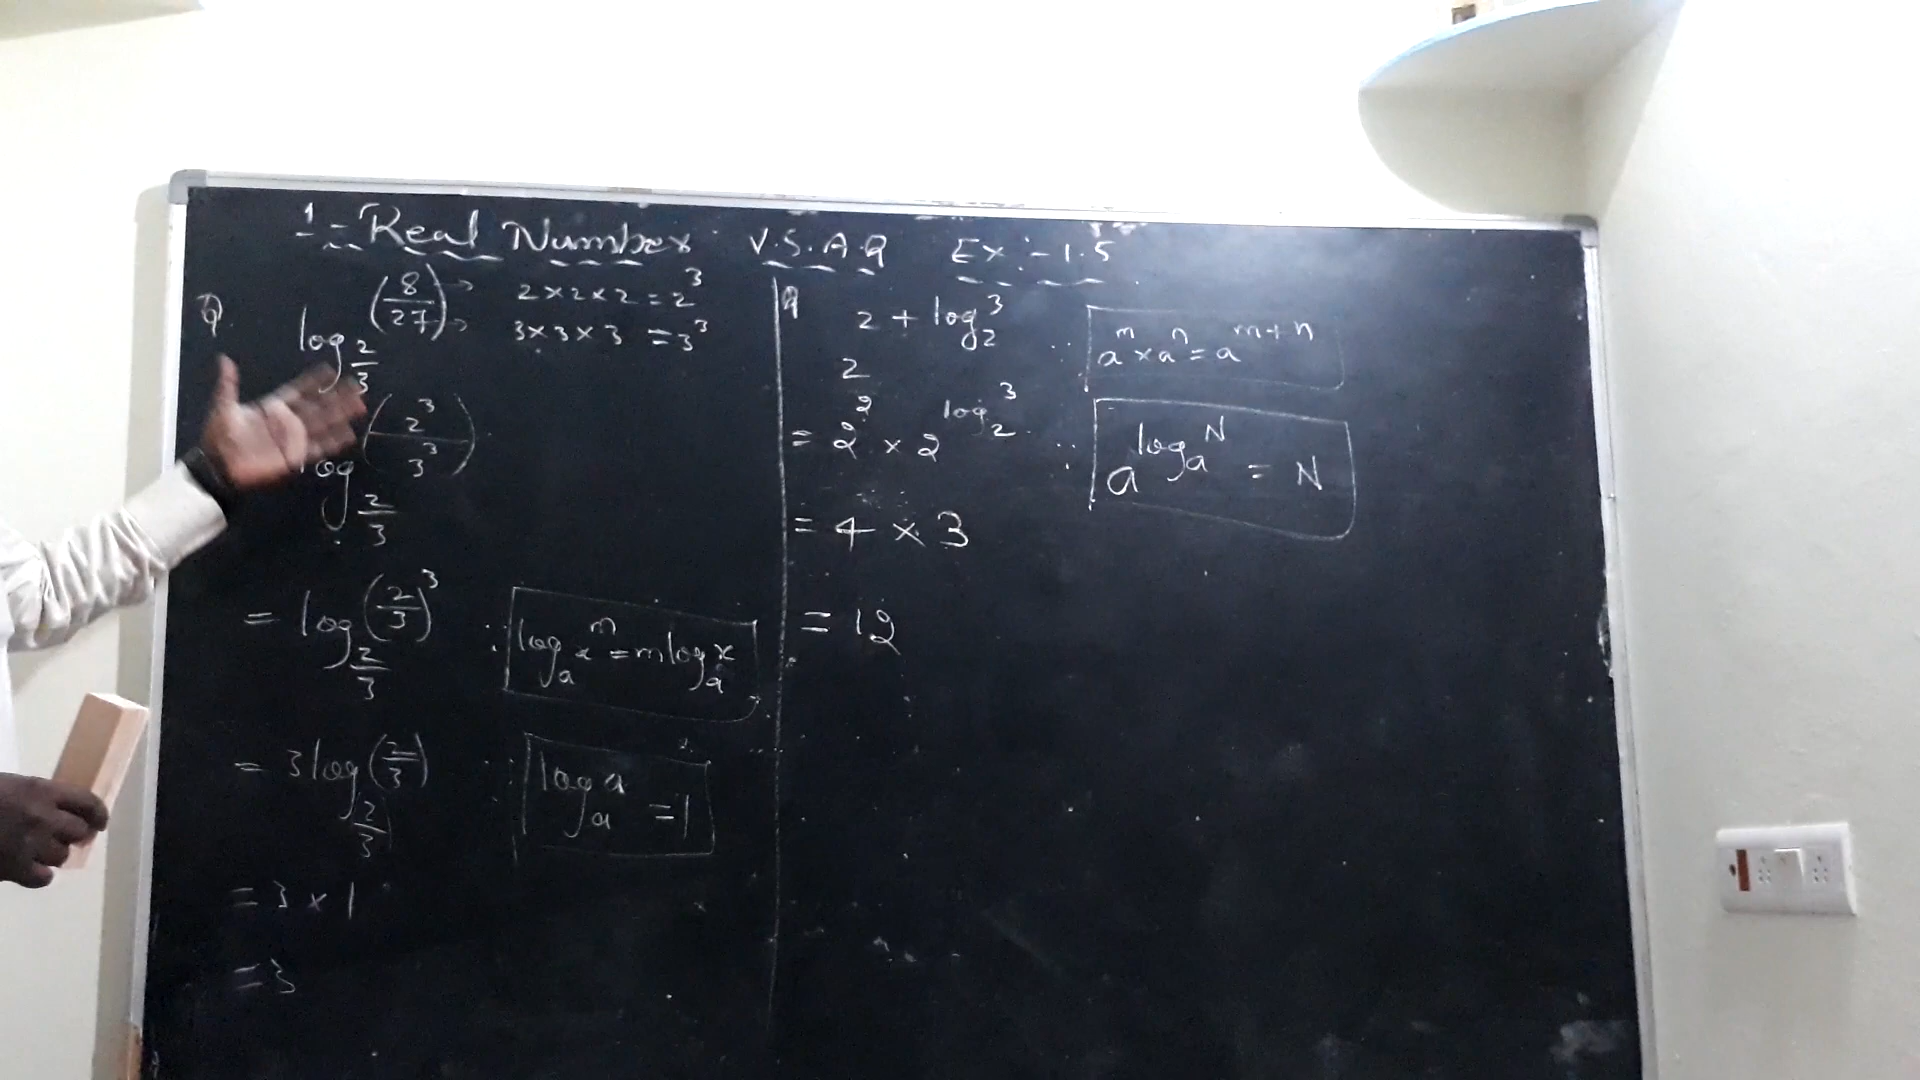 1 - Real Number V.S.A.Q Ex:- 1.5
Q. log_{2/3} (8/27) → 2×2×2 = 2^3
→ 3×3×3 = 3^3
log_{2/3} (2^3/3^3)
= log_{2/3} (2/3)^3 ∵ log_a x^m = m log_a x
= 3 log_{2/3} (2/3) ∵ log_a a = 1
= 3 × 1
= 3
Q 2^{2 + log_2 3} ∵ a^m × a^n = a^{m+n}
= 2^2 × 2^{log_2 3} ∵ a^{log_a N} = N
= 4 × 3
= 12